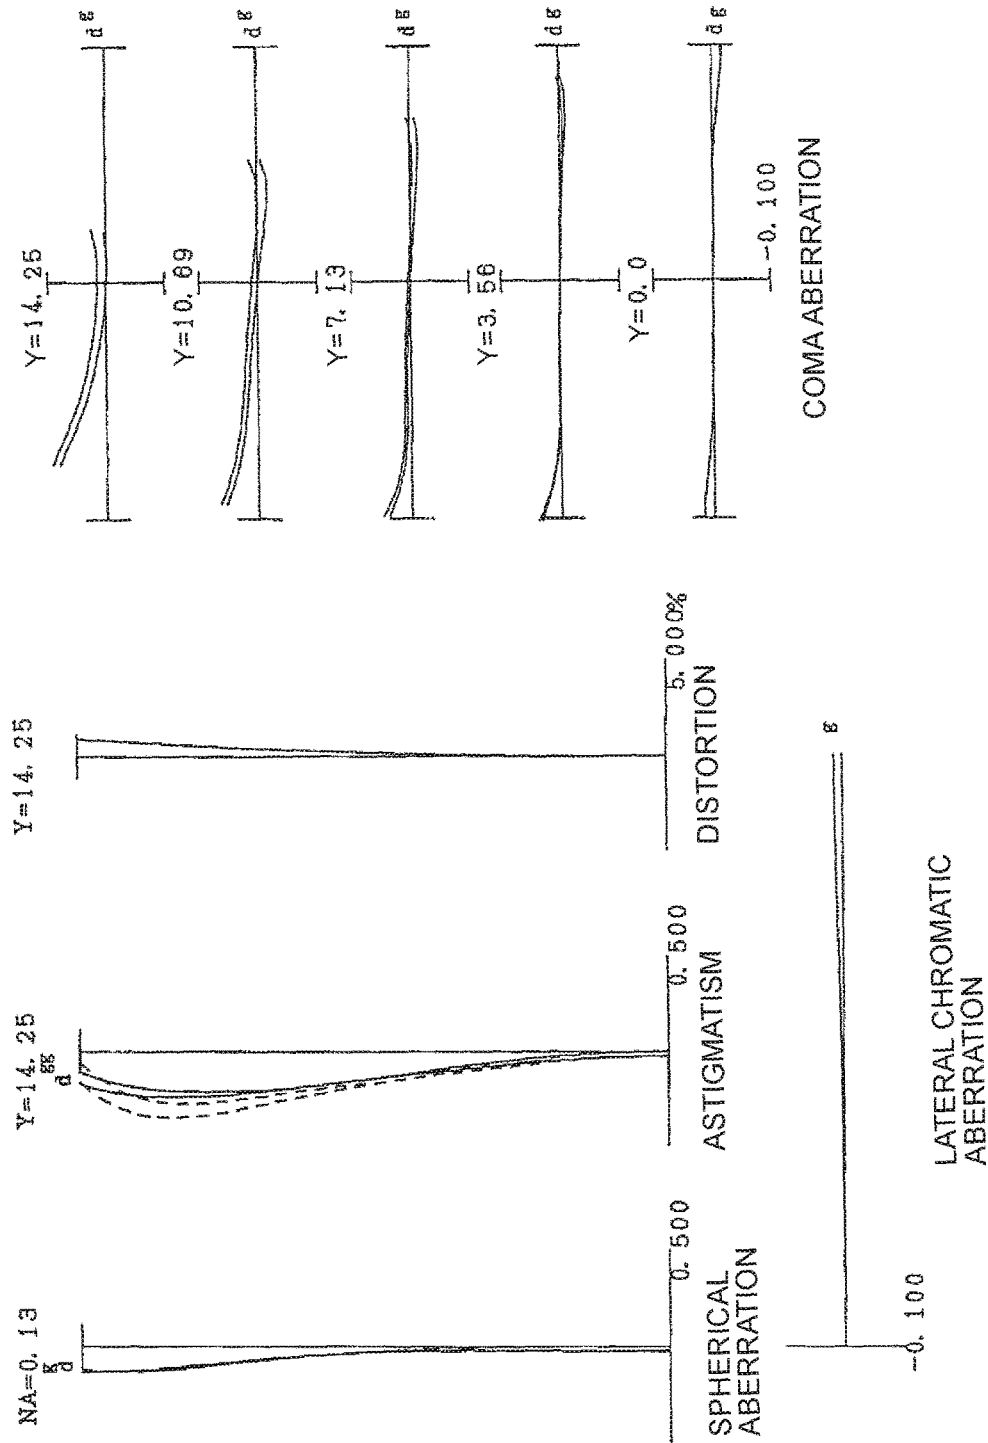 NA=0. 13
g
d
0. 500
SPHERICAL
ABERRATION
Y=14. 25
gg
d
0. 500
ASTIGMATISM
Y=14. 25
5. 000%
DISTORTION
Y=14. 25
d g
Y=10. 69
d g
Y=7. 13
d g
Y=3. 56
d g
Y=0. 0
d g
-0. 100
COMA ABERRATION
g
-0. 100
LATERAL CHROMATIC
ABERRATION